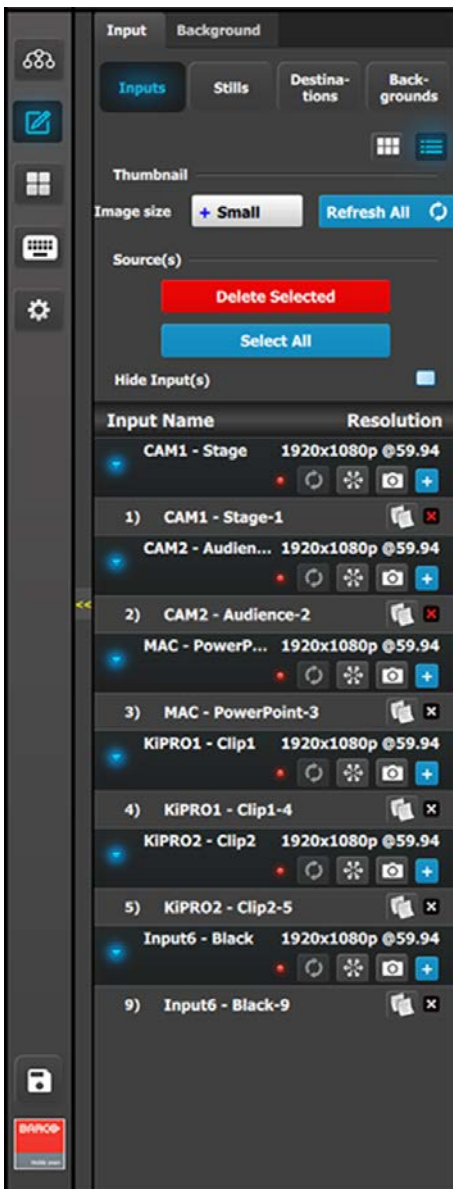 Input Background
Inputs Stills Destina- Back-
tions grounds
Thumbnail
Image size + Small Refresh All
Source(s)
Delete Selected
Select All
Hide Input(s)
Input Name Resolution
CAM1 - Stage 1920x1080p @59.94
1) CAM1 - Stage-1
CAM2 - Audien... 1920x1080p @59.94
<<
2) CAM2 - Audience-2
MAC - PowerP... 1920x1080p @59.94
3) MAC - PowerPoint-3
KiPRO1 - Clip1 1920x1080p @59.94
4) KiPRO1 - Clip1-4
KiPRO2 - Clip2 1920x1080p @59.94
5) KiPRO2 - Clip2-5
Input6 - Black 1920x1080p @59.94
9) Input6 - Black-9
BARCO